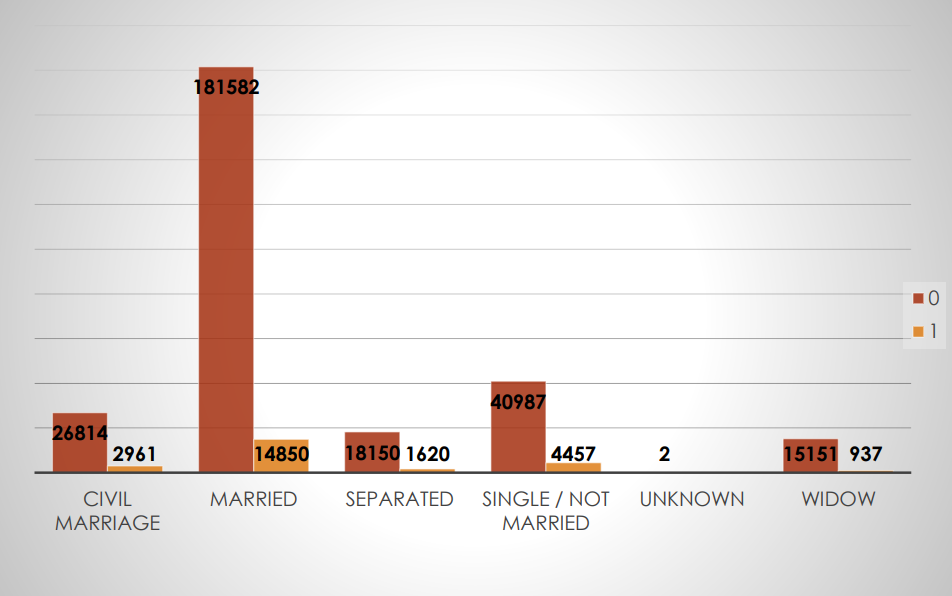 181582
26814
2961
14850
18150
1620
40987
4457
2
15151
937
CIVIL
MARRIAGE
MARRIED
SEPARATED
SINGLE / NOT
MARRIED
UNKNOWN
WIDOW
0
1